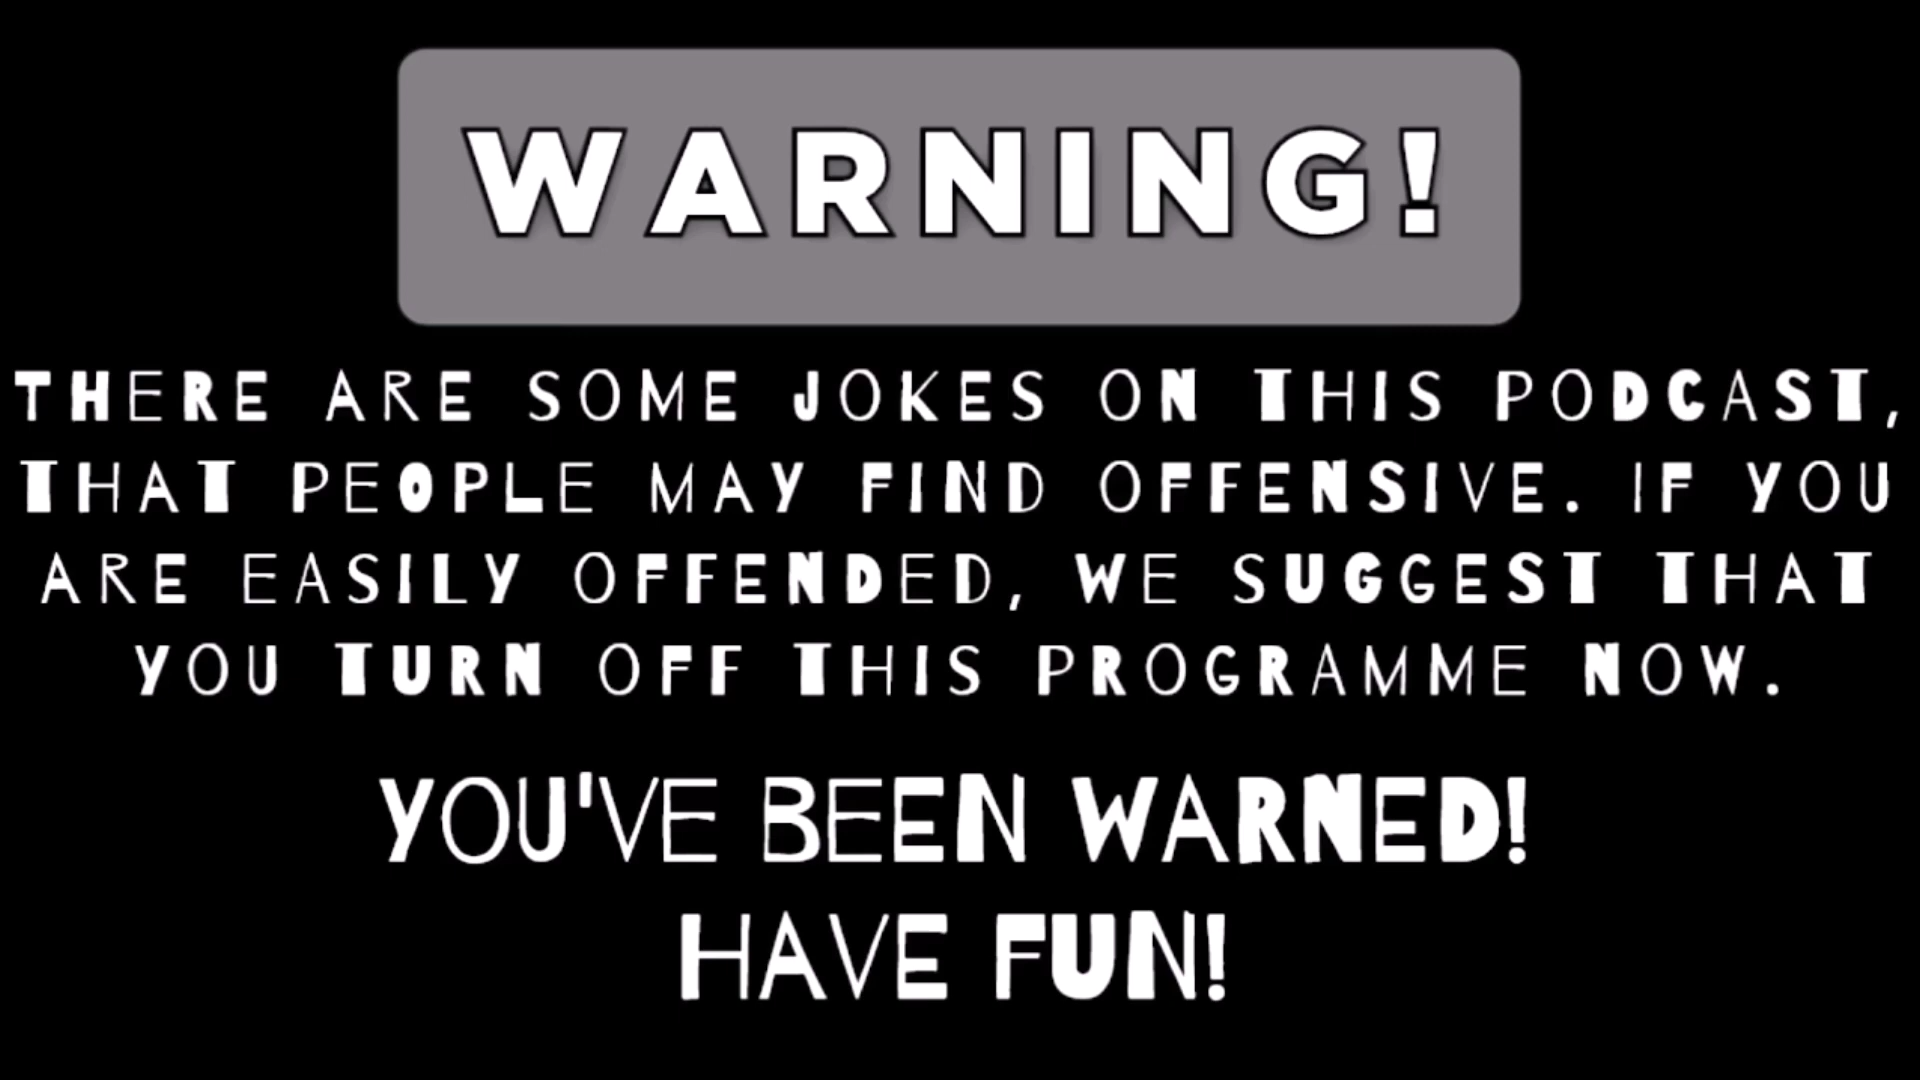 WARNING!
THERE ARE SOME JOKES ON THIS PODCAST,
THAT PEOPLE MAY FIND OFFENSIVE. IF YOU
ARE EASILY OFFENDED, WE SUGGEST THAT
YOU TURN OFF THIS PROGRAMME NOW.
YOU'VE BEEN WARNED!
HAVE FUN!